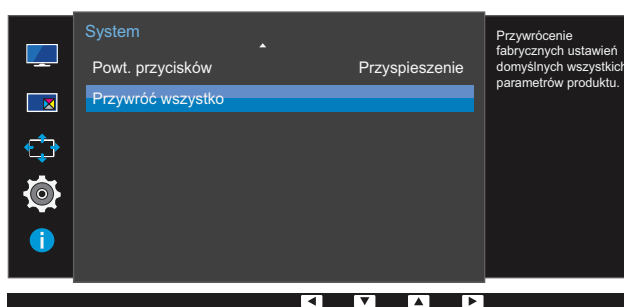 System
Powt. przycisków Przyspieszenie
Przywróć wszystko
Przywrócenie
fabrycznych ustawień
domyślnych wszystkich
parametrów produktu.